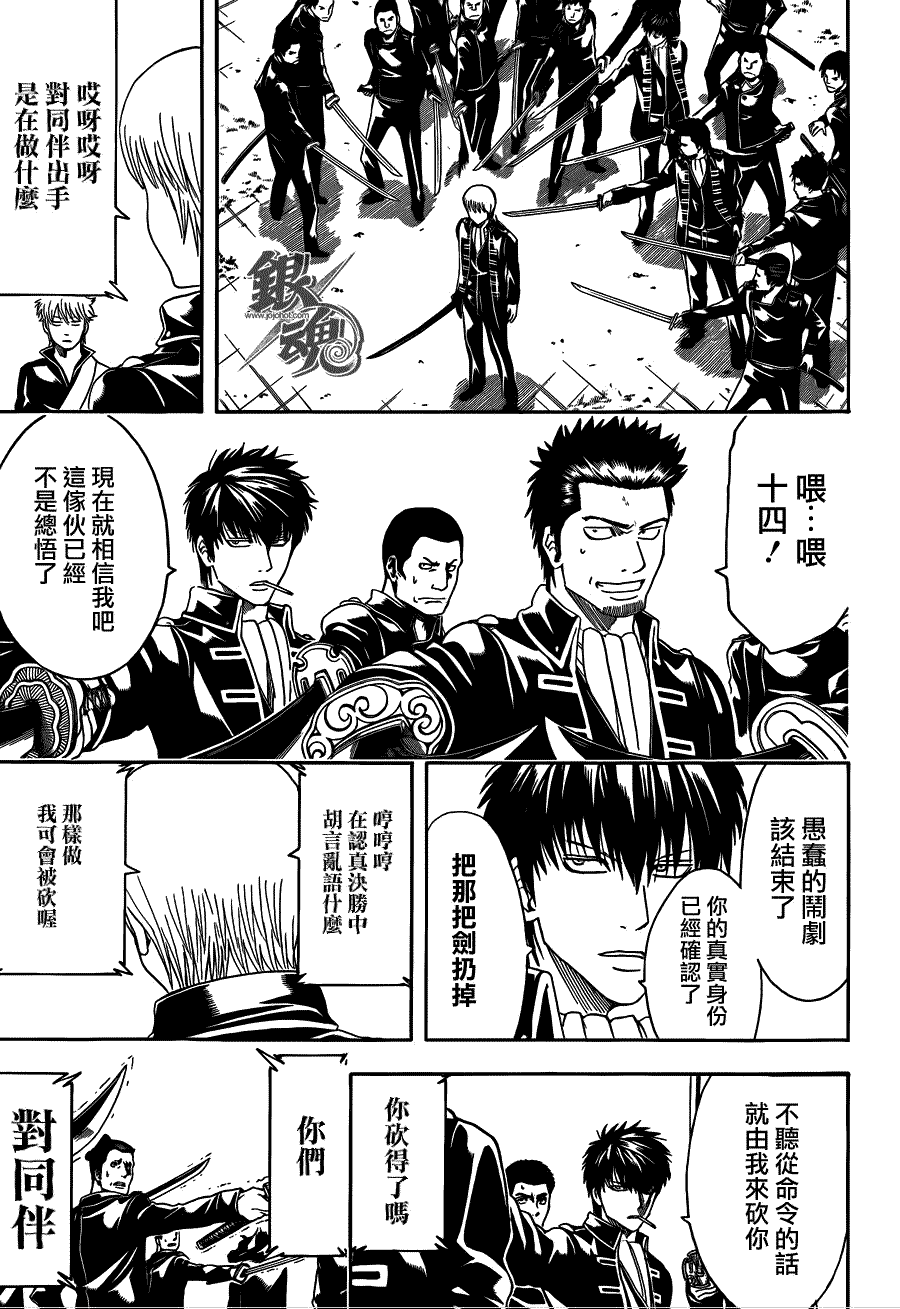 銀魂
www.jojohot.com
哎呀哎呀
對同伴出手
是在做什麼
喂…喂
十四！
現在就相信我吧
這傢伙已經
不是總悟了
愚蠢的鬧劇
該結束了
你的真實身份
已經確認了
把那把劍扔掉
哼哼哼
在認真決勝中
胡言亂語什麼
那樣做
我可會被砍喔
不聽從命令的話
就由我來砍你
你砍得了嗎
你們
對同伴